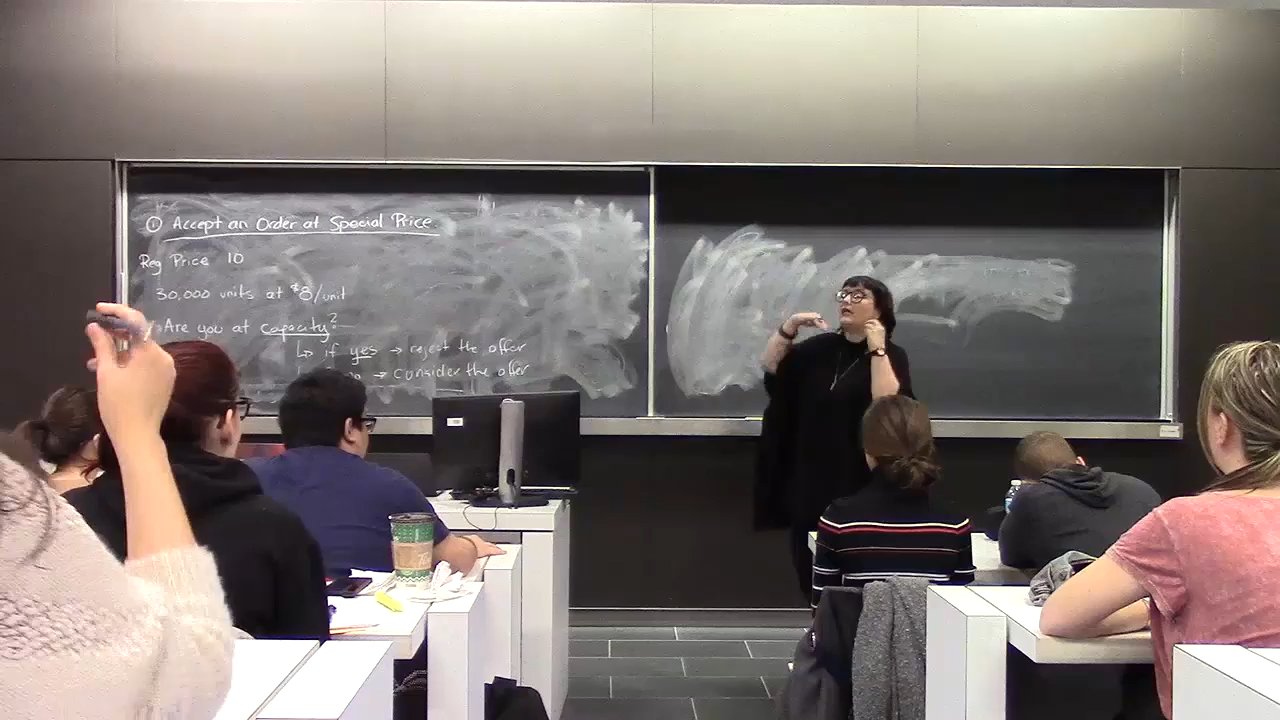 ① Accept an Order at Special Price
Reg Price 10
30,000 units at $8/unit
Are you at capacity?
↳ if yes → reject the offer
→ consider the offer